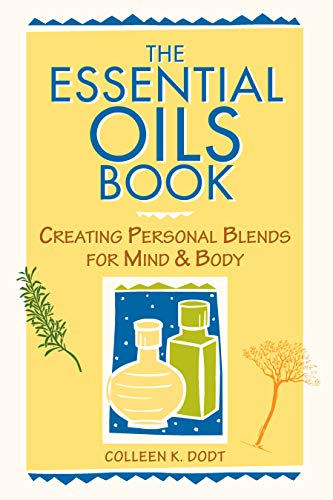 THE
ESSENTIAL
OILS
BOOK
CREATING PERSONAL BLENDS
FOR MIND & BODY
COLLEEN K. DODT